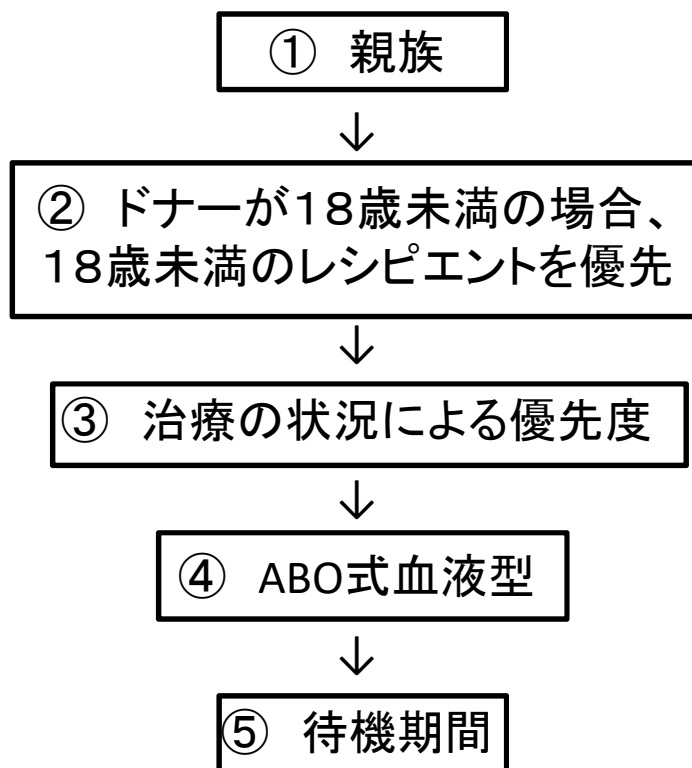 ① 親族
↓
② ドナーが18歳未満の場合、
18歳未満のレシピエントを優先
↓
③ 治療の状況による優先度
↓
④ ABO式血液型
↓
⑤ 待機期間